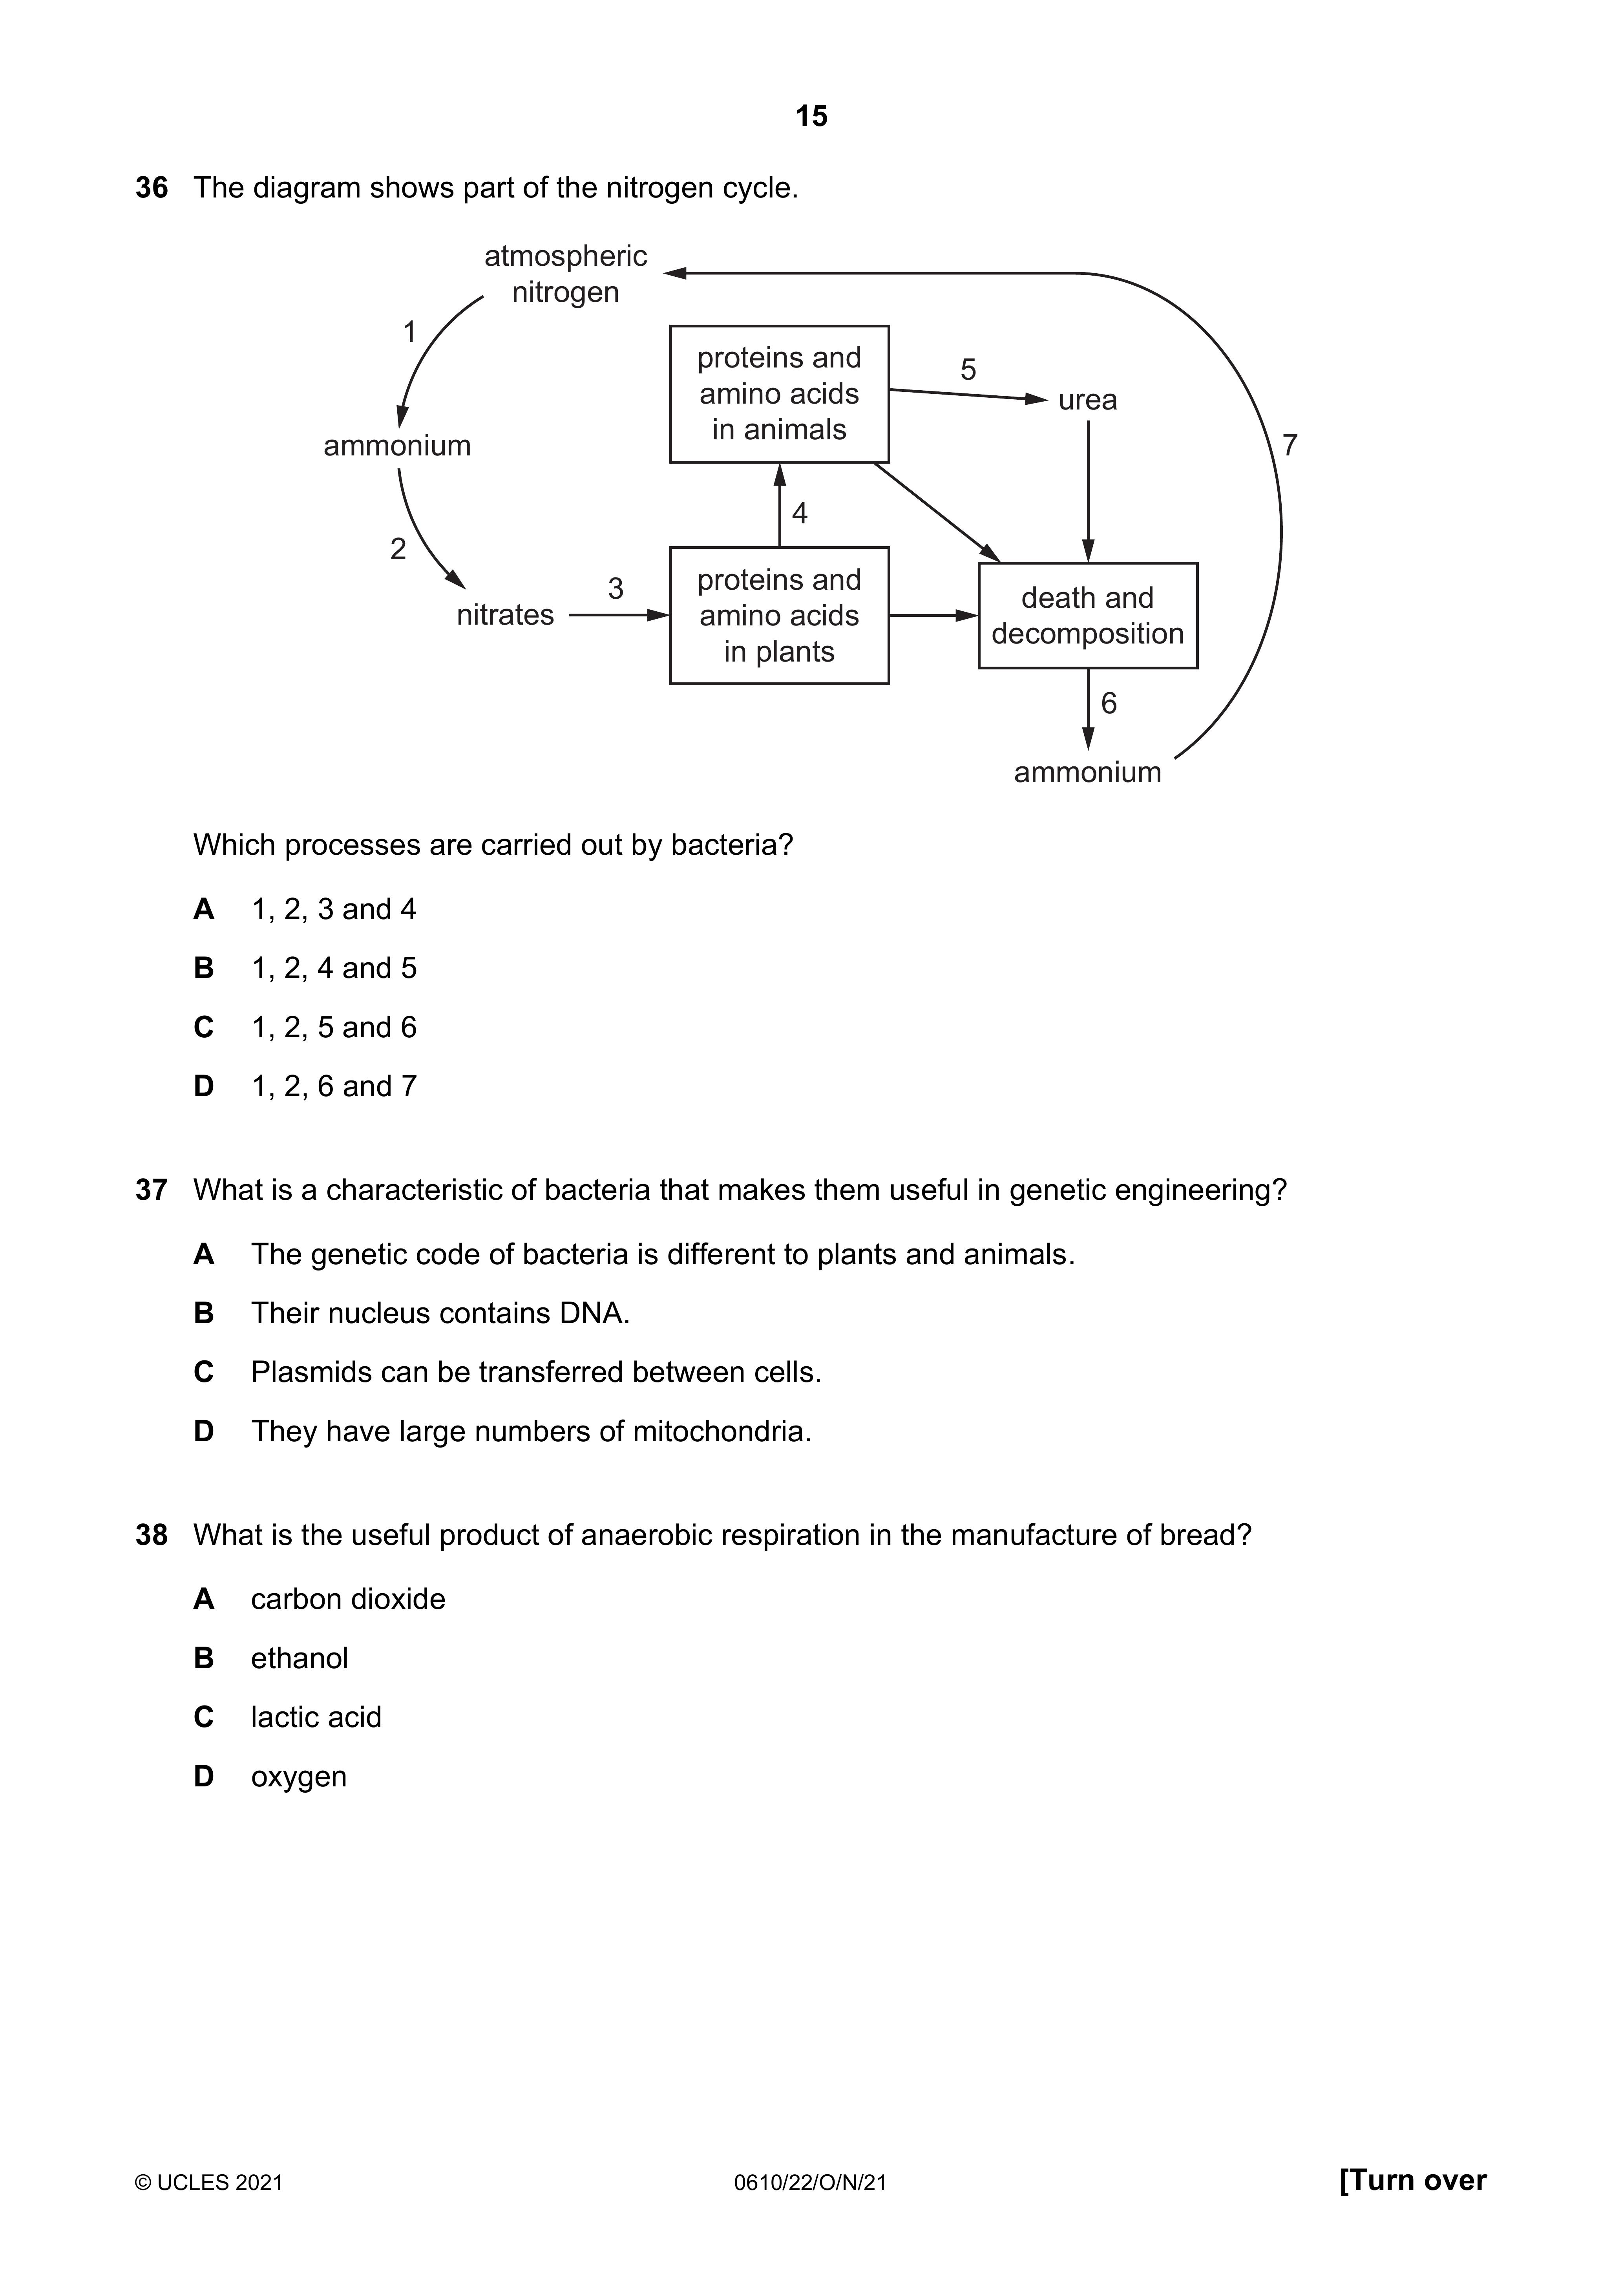 15
36 The diagram shows part of the nitrogen cycle.
atmospheric
nitrogen
1
ammonium
2
nitrates
3
proteins and
amino acids
in animals
4
proteins and
amino acids
in plants
5
urea
death and
decomposition
6
ammonium
7
Which processes are carried out by bacteria?
A 1, 2, 3 and 4
B 1, 2, 4 and 5
C 1, 2, 5 and 6
D 1, 2, 6 and 7
37 What is a characteristic of bacteria that makes them useful in genetic engineering?
A The genetic code of bacteria is different to plants and animals.
B Their nucleus contains DNA.
C Plasmids can be transferred between cells.
D They have large numbers of mitochondria.
38 What is the useful product of anaerobic respiration in the manufacture of bread?
A carbon dioxide
B ethanol
C lactic acid
D oxygen
© UCLES 2021
0610/22/O/N/21
[Turn over